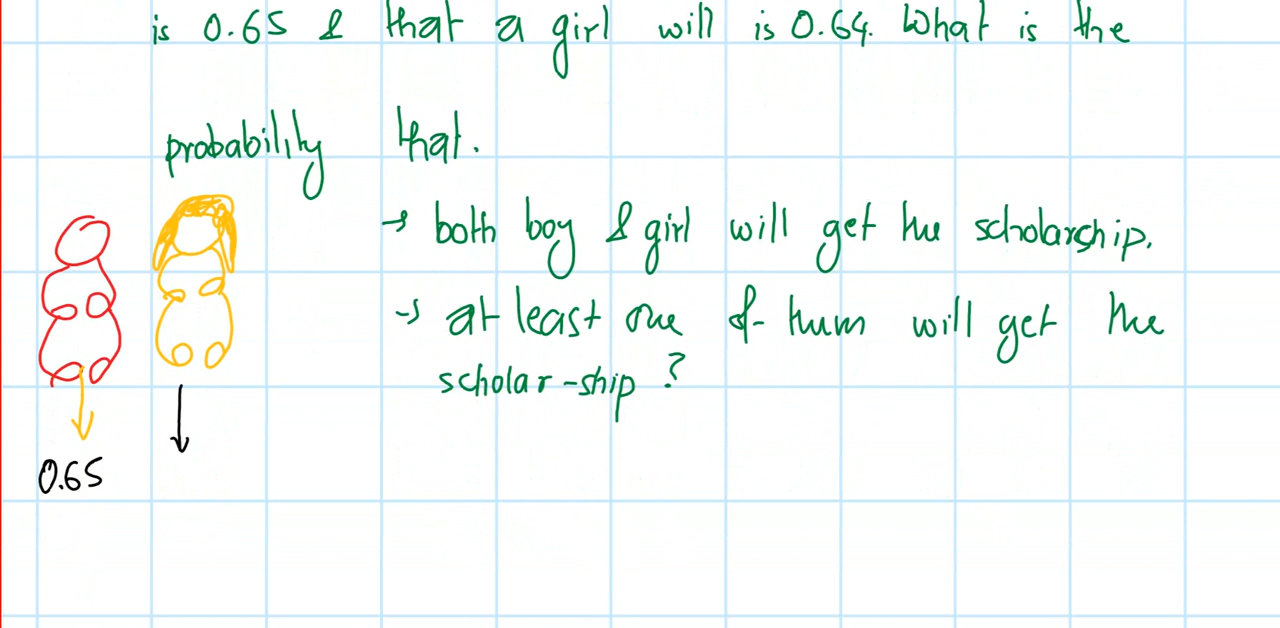 is 0.65 & that a girl will is 0.64. What is the
probability that.
→ both boy & girl will get the scholarship.
→ at least one of them will get the
scholar-ship?
0.65